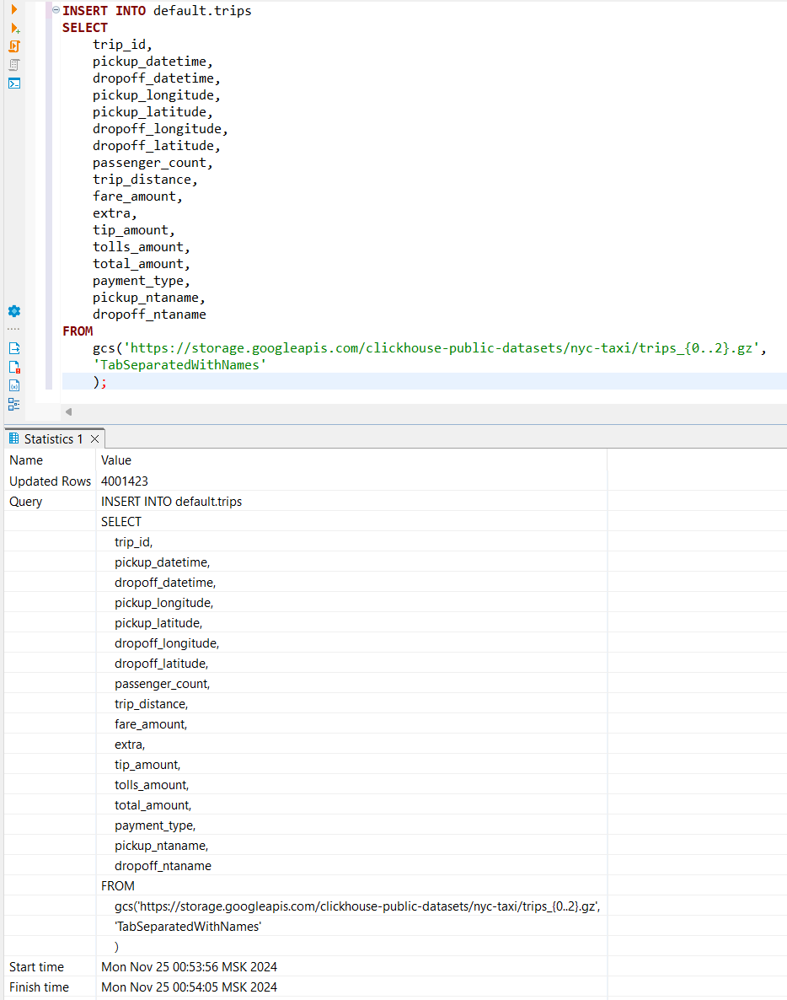 INSERT INTO default.trips
SELECT
trip_id,
pickup_datetime,
dropoff_datetime,
pickup_longitude,
pickup_latitude,
dropoff_longitude,
dropoff_latitude,
passenger_count,
trip_distance,
fare_amount,
extra,
tip_amount,
tolls_amount,
total_amount,
payment_type,
pickup_ntaname,
dropoff_ntaname
FROM
gcs('https://storage.googleapis.com/clickhouse-public-datasets/nyc-taxi/trips_{0..2}.gz',
'TabSeparatedWithNames'
);
Statistics 1
Name Value
Updated Rows 4001423
Query INSERT INTO default.trips
SELECT
trip_id,
pickup_datetime,
dropoff_datetime,
pickup_longitude,
pickup_latitude,
dropoff_longitude,
dropoff_latitude,
passenger_count,
trip_distance,
fare_amount,
extra,
tip_amount,
tolls_amount,
total_amount,
payment_type,
pickup_ntaname,
dropoff_ntaname
FROM
gcs('https://storage.googleapis.com/clickhouse-public-datasets/nyc-taxi/trips_{0..2}.gz',
'TabSeparatedWithNames'
)
Start time Mon Nov 25 00:53:56 MSK 2024
Finish time Mon Nov 25 00:54:05 MSK 2024